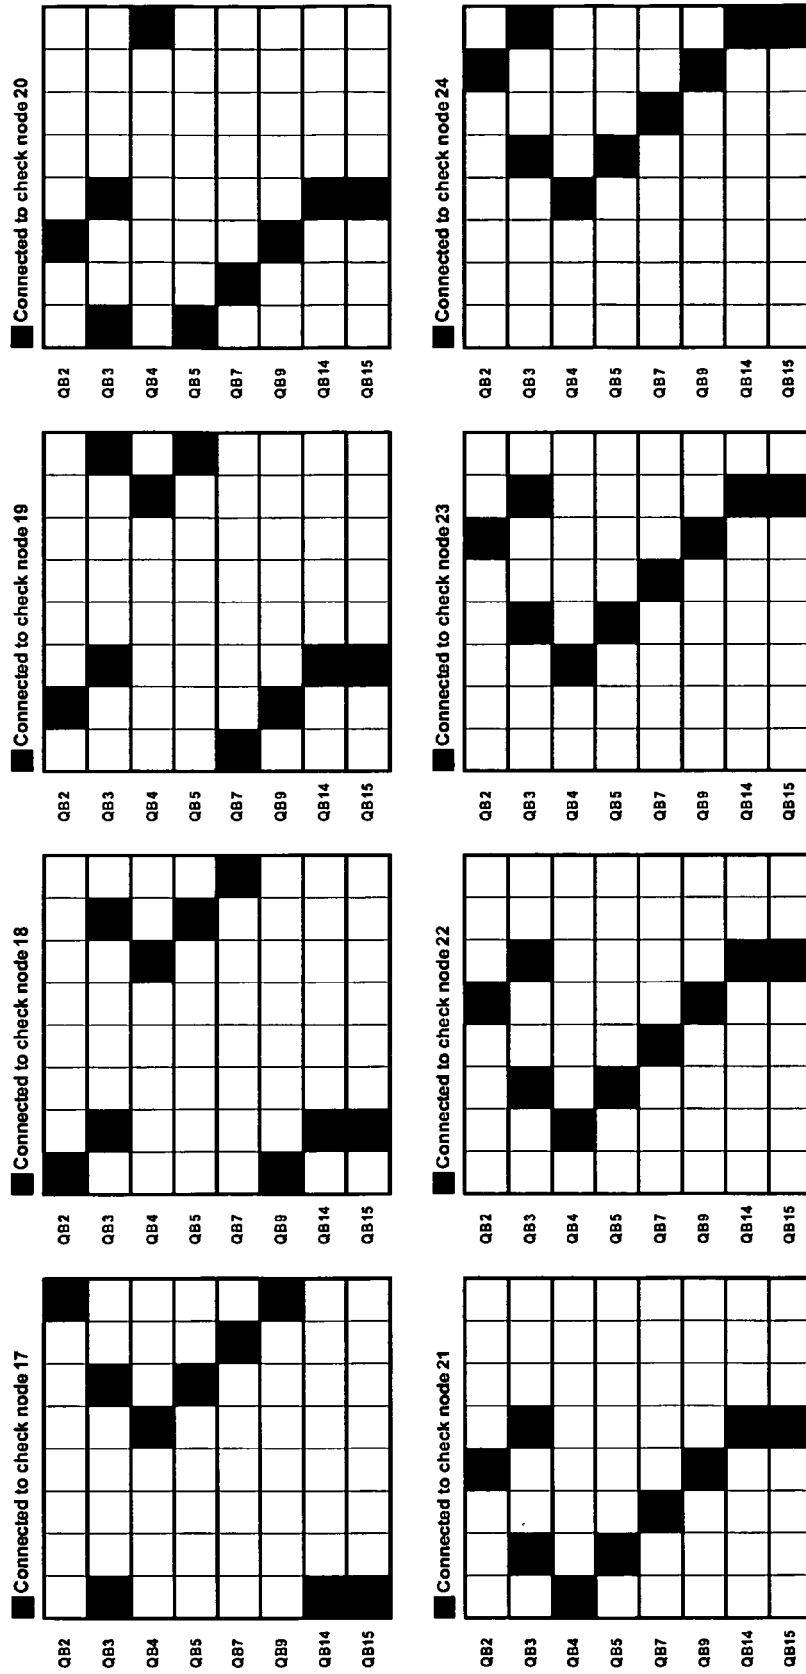 Connected to check node 17
QB2
QB3
QB4
QB5
QB7
QB9
QB14
QB15
Connected to check node 18
QB2
QB3
QB4
QB5
QB7
QB9
QB14
QB15
Connected to check node 19
QB2
QB3
QB4
QB5
QB7
QB9
QB14
QB15
Connected to check node 20
QB2
QB3
QB4
QB5
QB7
QB9
QB14
QB15
Connected to check node 21
QB2
QB3
QB4
QB5
QB7
QB9
QB14
QB15
Connected to check node 22
QB2
QB3
QB4
QB5
QB7
QB9
QB14
QB15
Connected to check node 23
QB2
QB3
QB4
QB5
QB7
QB9
QB14
QB15
Connected to check node 24
QB2
QB3
QB4
QB5
QB7
QB9
QB14
QB15